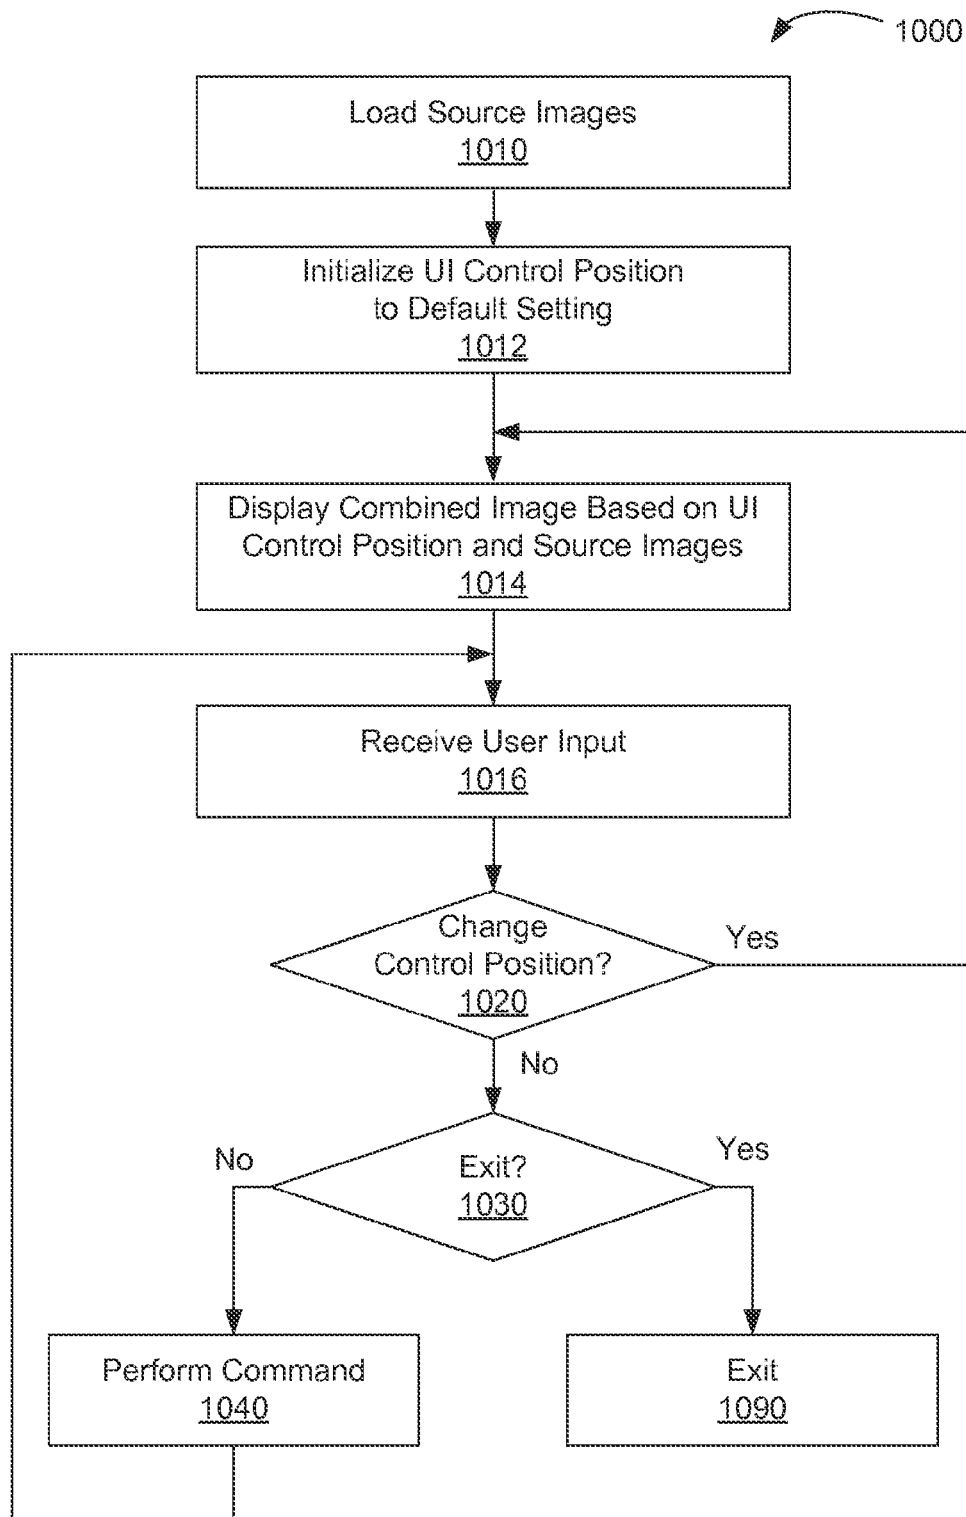 1000
Load Source Images
1010
Initialize UI Control Position
to Default Setting
1012
Display Combined Image Based on UI
Control Position and Source Images
1014
Receive User Input
1016
Change
Control Position?
1020
Yes
No
Exit?
1030
No
Yes
Perform Command
1040
Exit
1090